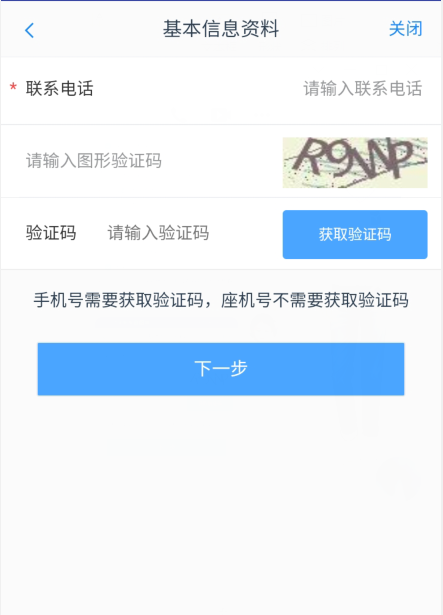 基本信息资料
关闭
* 联系电话
请输入联系电话
请输入图形验证码
验证码
请输入验证码
获取验证码
手机号需要获取验证码，座机号不需要获取验证码
下一步